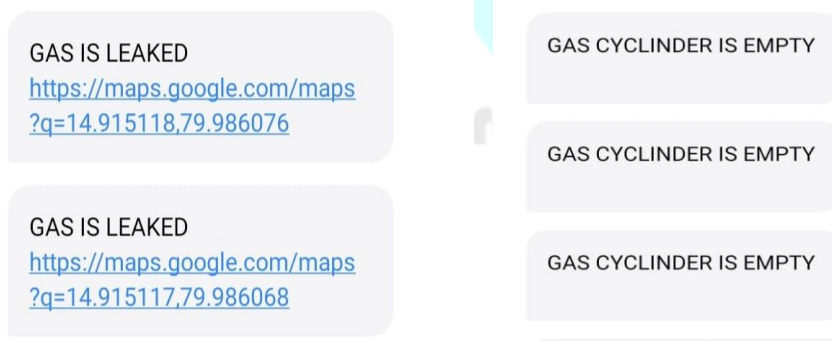 GAS IS LEAKED
https://maps.google.com/maps
?q=14.915118,79.986076
GAS IS LEAKED
https://maps.google.com/maps
?q=14.915117,79.986068
GAS CYCLINDER IS EMPTY
GAS CYCLINDER IS EMPTY
GAS CYCLINDER IS EMPTY